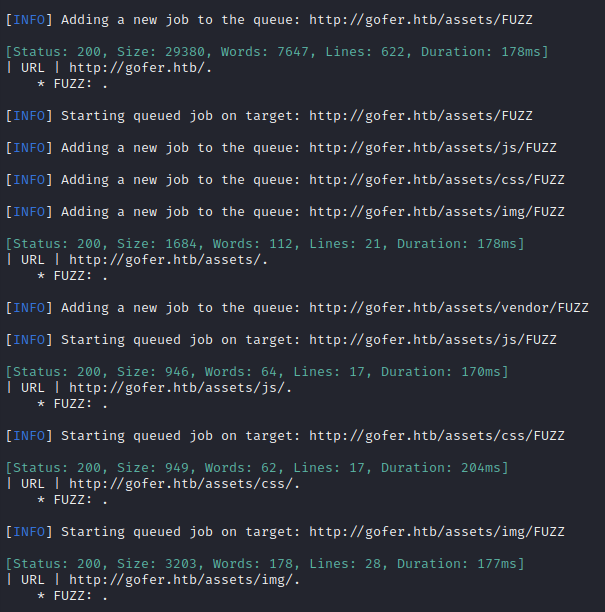 [INFO] Adding a new job to the queue: http://gofer.htb/assets/FUZZ
[Status: 200, Size: 29380, Words: 7647, Lines: 622, Duration: 178ms]
| URL | http://gofer.htb/.
    * FUZZ: .
[INFO] Starting queued job on target: http://gofer.htb/assets/FUZZ
[INFO] Adding a new job to the queue: http://gofer.htb/assets/js/FUZZ
[INFO] Adding a new job to the queue: http://gofer.htb/assets/css/FUZZ
[INFO] Adding a new job to the queue: http://gofer.htb/assets/img/FUZZ
[Status: 200, Size: 1684, Words: 112, Lines: 21, Duration: 178ms]
| URL | http://gofer.htb/assets/.
    * FUZZ: .
[INFO] Adding a new job to the queue: http://gofer.htb/assets/vendor/FUZZ
[INFO] Starting queued job on target: http://gofer.htb/assets/js/FUZZ
[Status: 200, Size: 946, Words: 64, Lines: 17, Duration: 170ms]
| URL | http://gofer.htb/assets/js/.
    * FUZZ: .
[INFO] Starting queued job on target: http://gofer.htb/assets/css/FUZZ
[Status: 200, Size: 949, Words: 62, Lines: 17, Duration: 204ms]
| URL | http://gofer.htb/assets/css/.
    * FUZZ: .
[INFO] Starting queued job on target: http://gofer.htb/assets/img/FUZZ
[Status: 200, Size: 3203, Words: 178, Lines: 28, Duration: 177ms]
| URL | http://gofer.htb/assets/img/.
    * FUZZ: .